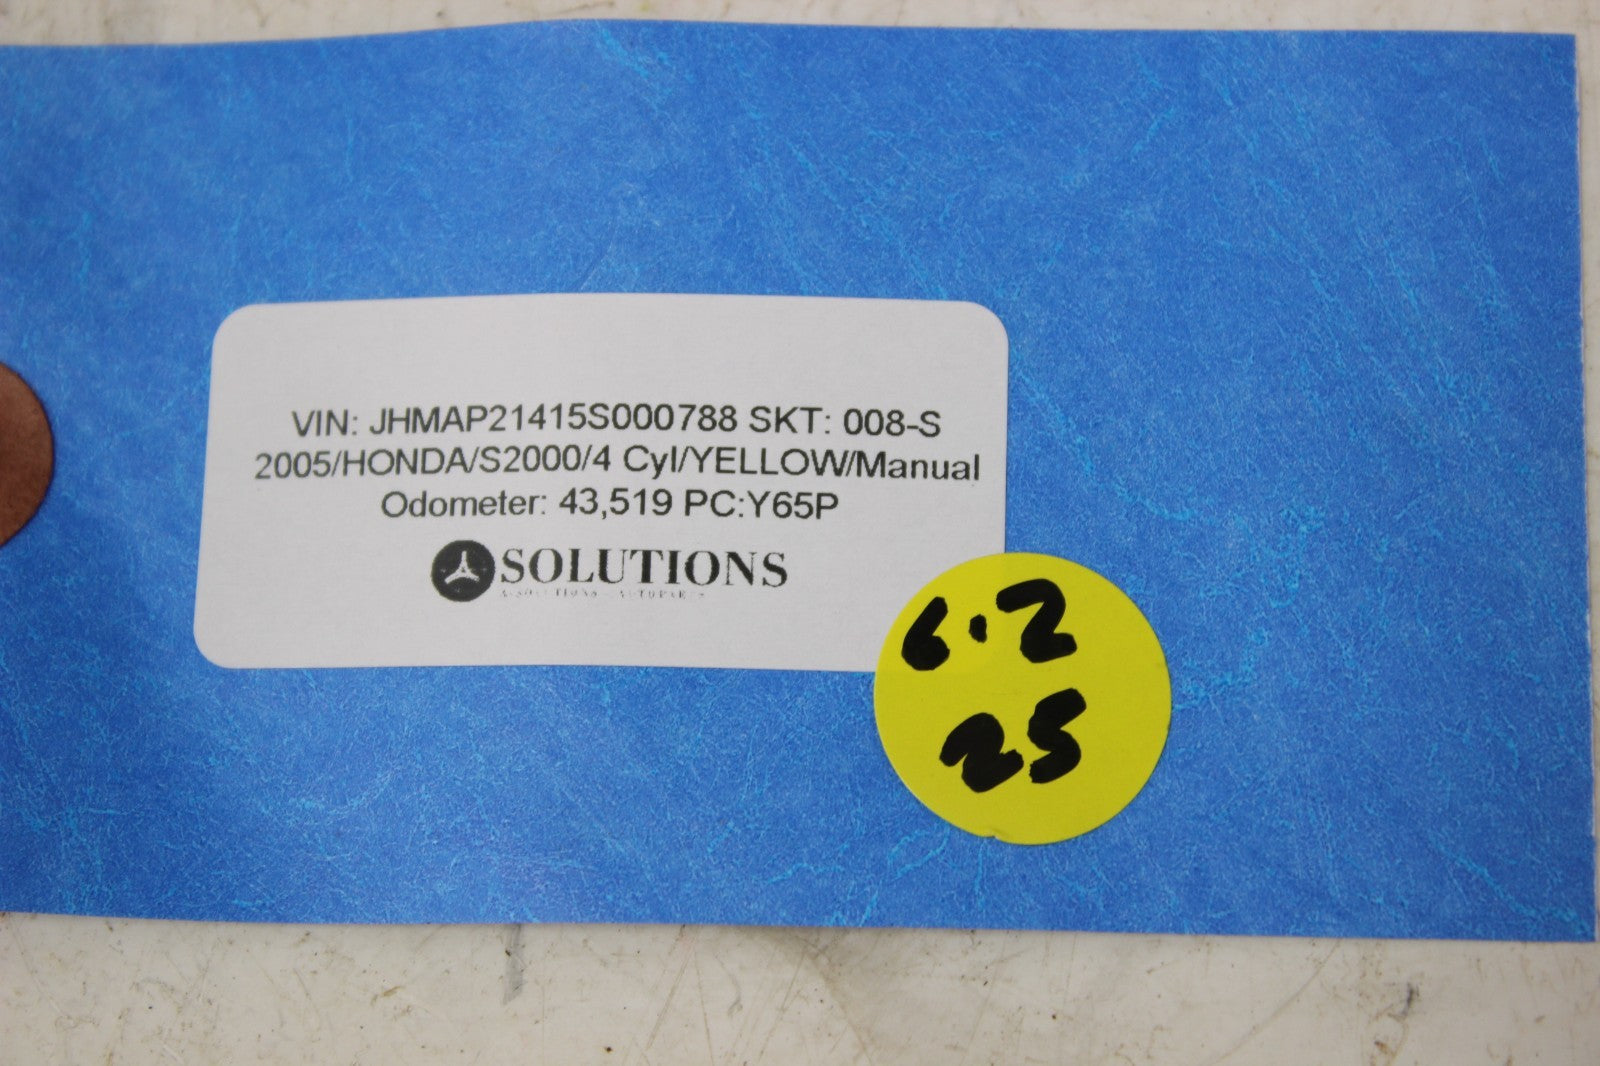 VIN: JHMAP21415S000788 SKT: 008-S
2005/HONDA/S2000/4 Cyl/YELLOW/Manual
Odometer: 43,519 PC:Y65P
SOLUTIONS
6.2
25